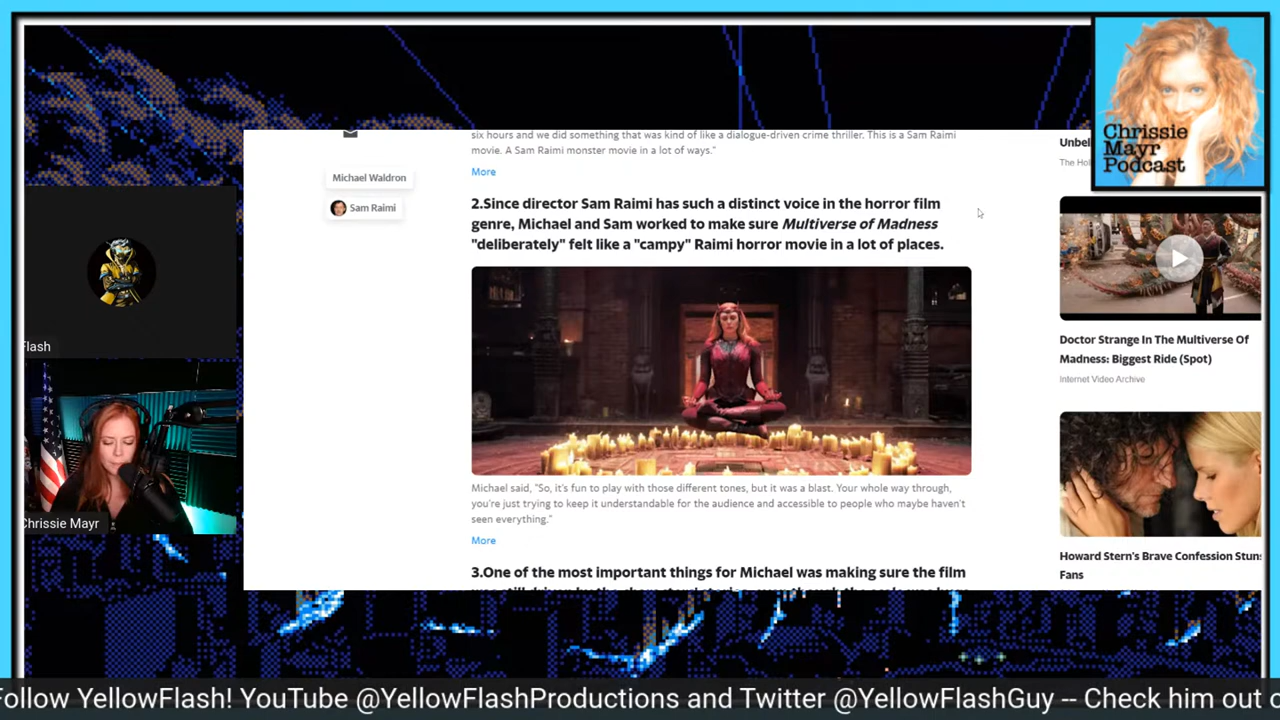 Chrissie
Mayr
Podcast
six hours and we did something that was kind of like a dialogue-driven crime thriller. This is a Sam Raimi
movie. A Sam Raimi monster movie in a lot of ways."
More
Michael Waldron
Sam Raimi
2.Since director Sam Raimi has such a distinct voice in the horror film
genre, Michael and Sam worked to make sure Multiverse of Madness
"deliberately" felt like a "campy" Raimi horror movie in a lot of places.
Michael said, "So, it's fun to play with those different tones, but it was a blast. Your whole way through,
you're just trying to keep it understandable for the audience and accessible to people who maybe haven't
seen everything."
More
3.One of the most important things for Michael was making sure the film
Unbel
The Hol
Doctor Strange In The Multiverse Of
Madness: Biggest Ride (Spot)
Internet Video Archive
Howard Stern's Brave Confession Stuns
Fans
Flash
Chrissie Mayr
Follow YellowFlash! YouTube @YellowFlashProductions and Twitter @YellowFlashGuy -- Check him out o